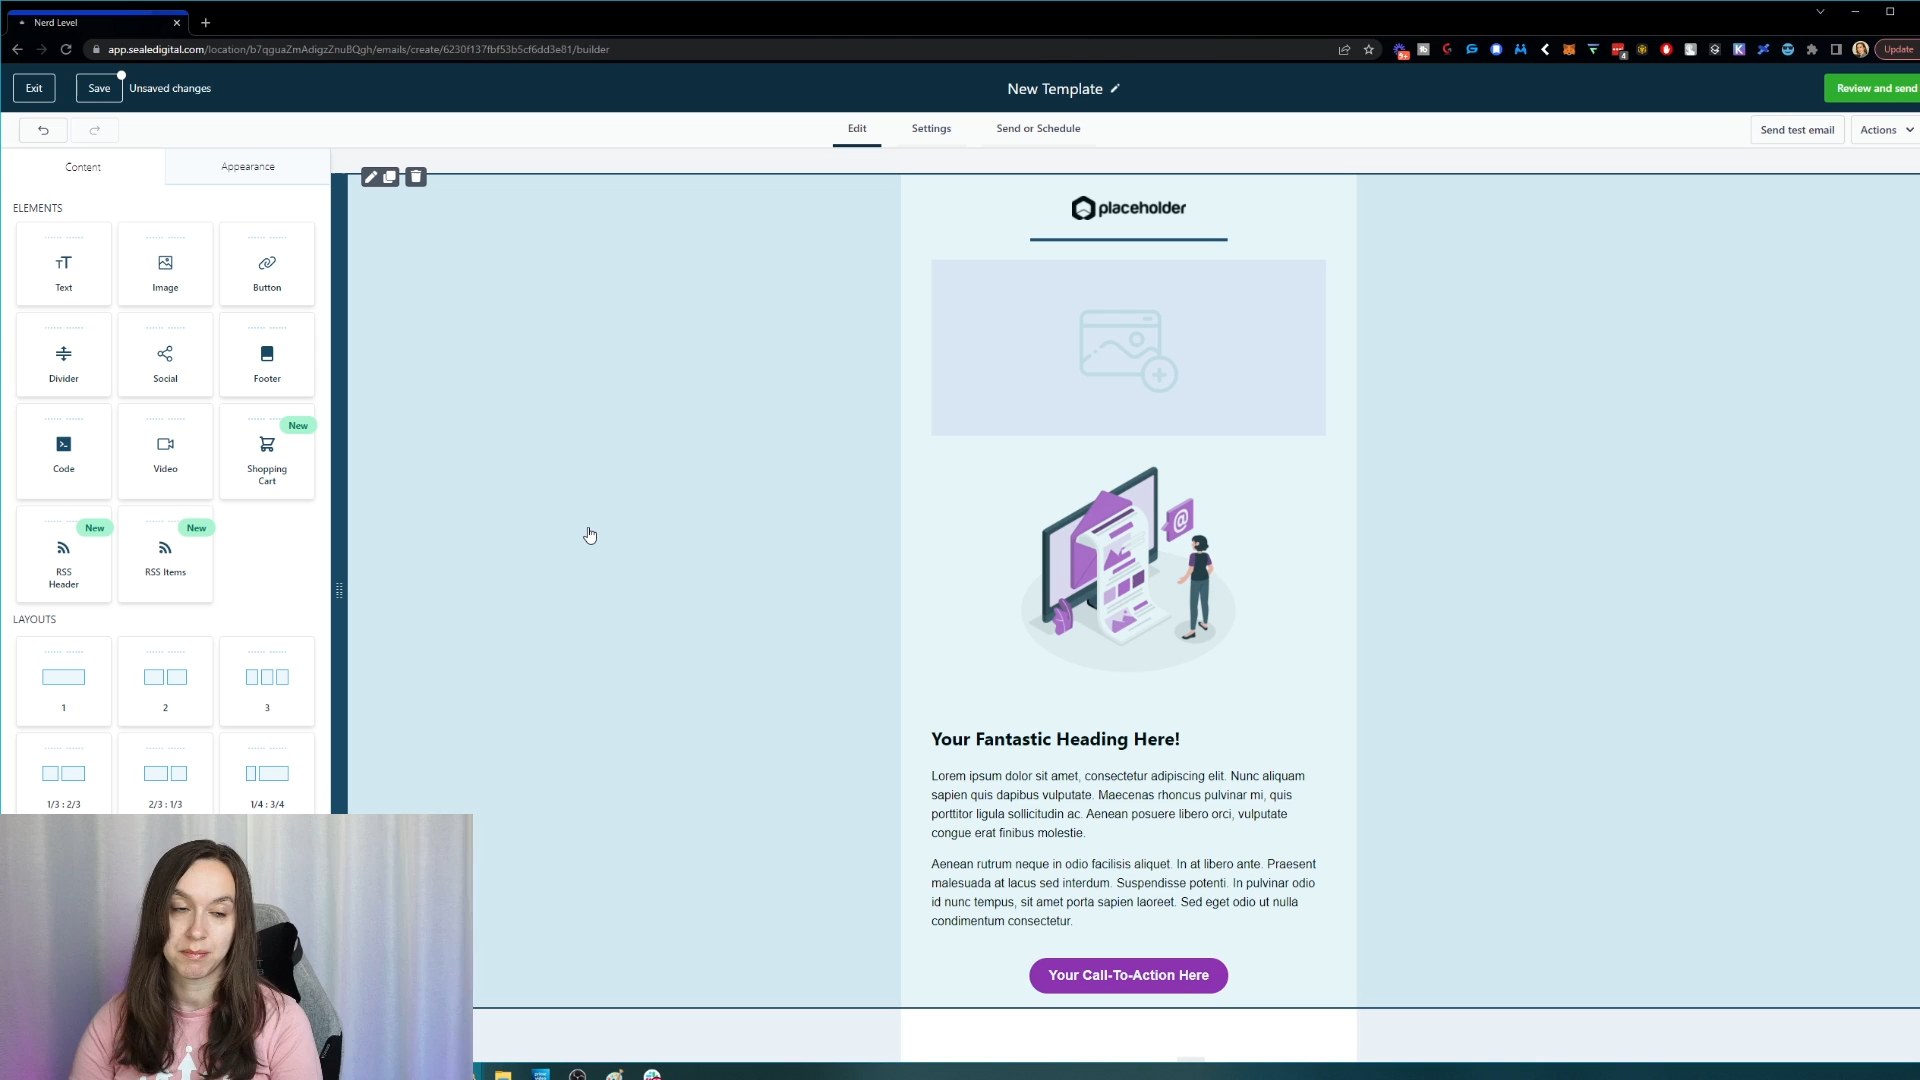 Nerd Level
app.sealedigital.com/location/b7qguaZmAdigzZnuBQgh/emails/create/6230f137fbf53b5cf6dd3e81/builder
Update
Exit
Save
Unsaved changes
New Template
Review and send
Edit
Settings
Send or Schedule
Send test email
Actions
Content
Appearance
ELEMENTS
Text
Image
Button
Divider
Social
Footer
Code
Video
New
Shopping
Cart
New
RSS
Header
New
RSS Items
LAYOUTS
1
2
3
1/3 : 2/3
2/3 : 1/3
1/4 : 3/4
placeholder
@
Your Fantastic Heading Here!
Lorem ipsum dolor sit amet, consectetur adipiscing elit. Nunc aliquam
sapien quis dapibus vulputate. Maecenas rhoncus pulvinar mi, quis
porttitor ligula sollicitudin ac. Aenean posuere libero orci, vulputate
congue erat finibus molestie.
Aenean rutrum neque in odio facilisis aliquet. In at libero ante. Praesent
malesuada at lacus sed interdum. Suspendisse potenti. In pulvinar odio
id nunc tempus, sit amet porta sapien laoreet. Sed eget odio ut nulla
condimentum consectetur.
Your Call-To-Action Here